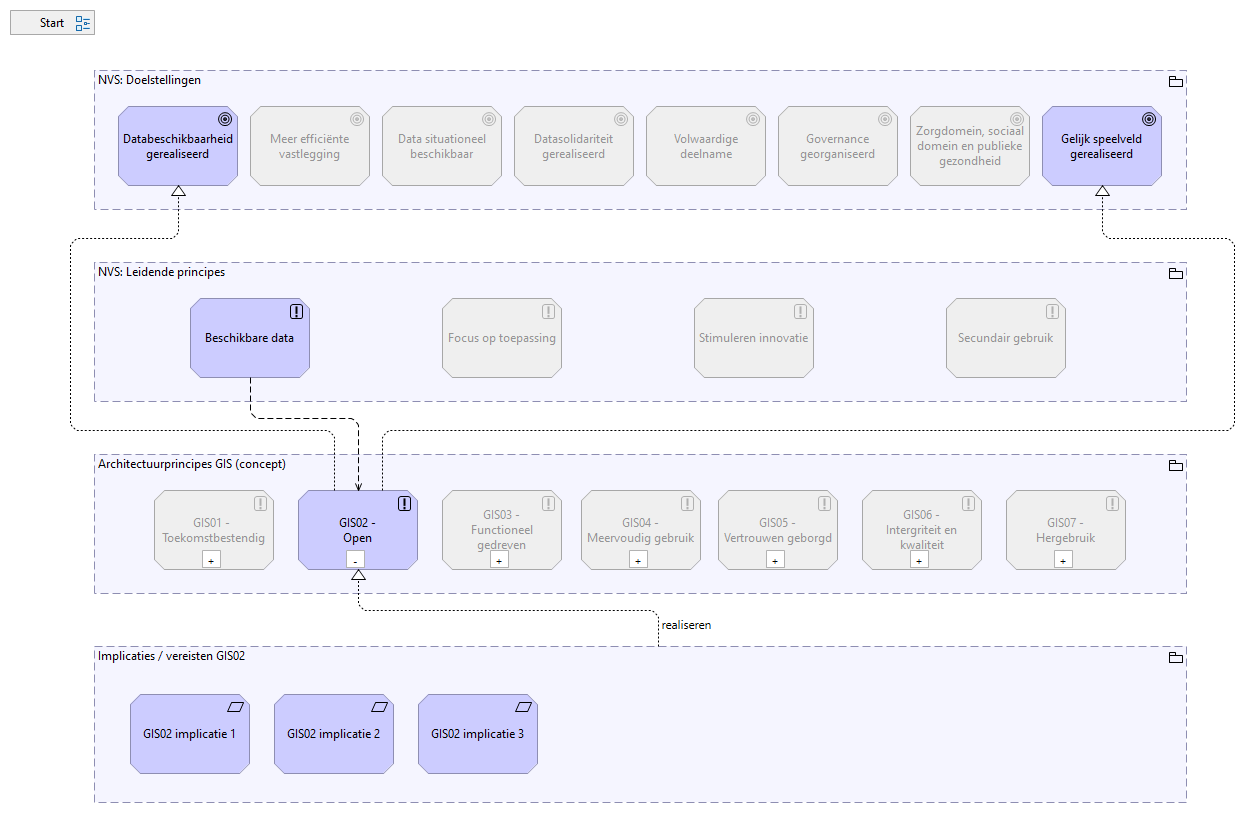 Start
NVS: Doelstellingen
Databeschikbaarheid
gerealiseerd
Meer efficiënte
vastlegging
Data situationeel
beschikbaar
Datasolidariteit
gerealiseerd
Volwaardige
deelname
Governance
georganiseerd
Zorgdomein, sociaal
domein en publieke
gezondheid
Gelijk speelveld
gerealiseerd
NVS: Leidende principes
Beschikbare data
Focus op toepassing
Stimuleren innovatie
Secundair gebruik
Architectuurprincipes GIS (concept)
GIS01 -
Toekomstbestendig
+
GIS02 -
Open
-
GIS03 -
Functioneel
gedreven
+
GIS04 -
Meervoudig gebruik
+
GIS05 -
Vertrouwen geborgd
+
GIS06 -
Intergriteit en
kwaliteit
+
GIS07 -
Hergebruik
+
realiseren
Implicaties / vereisten GIS02
GIS02 implicatie 1
GIS02 implicatie 2
GIS02 implicatie 3